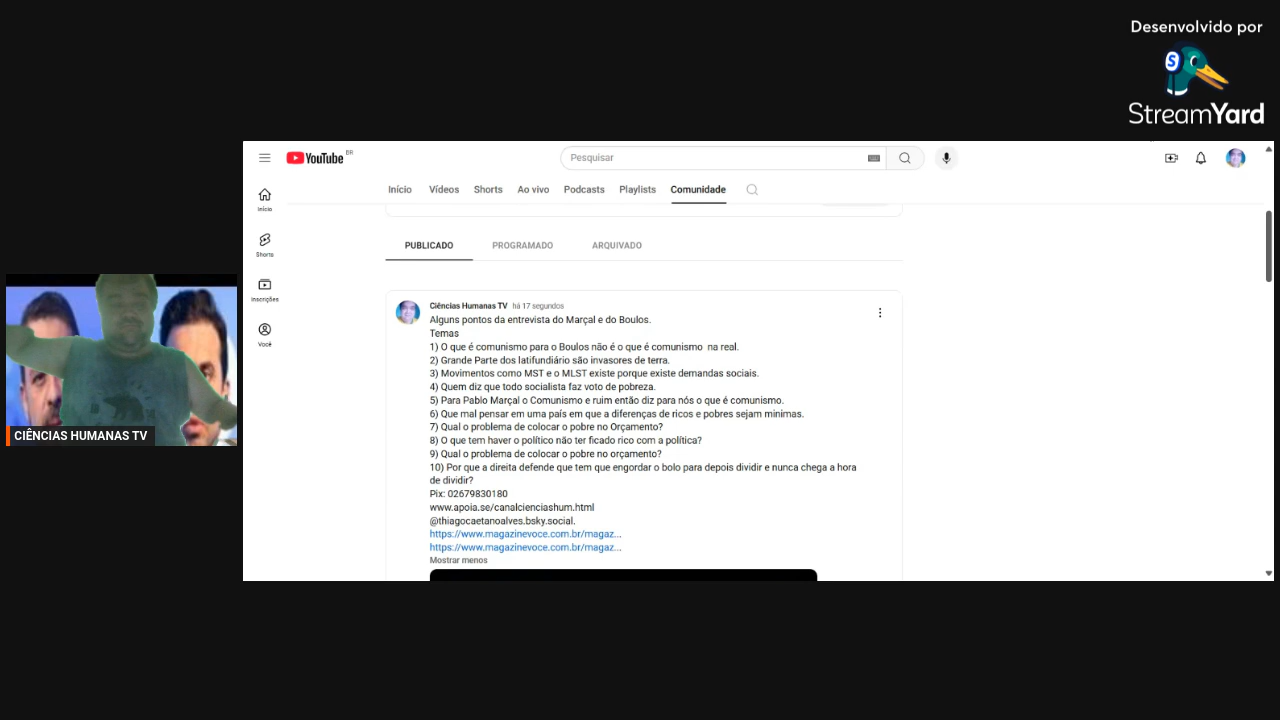 Desenvolvido por
StreamYard
YouTube BR
Pesquisar
Início Vídeos Shorts Ao vivo Podcasts Playlists Comunidade
Início
Shorts
Inscrições
Você
PUBLICADO PROGRAMADO ARQUIVADO
Ciências Humanas TV há 17 segundos
Alguns pontos da entrevista do Marçal e do Boulos.
Temas
1) O que é comunismo para o Boulos não é o que é comunismo na real.
2) Grande Parte dos latifundiário são invasores de terra.
3) Movimentos como MST e o MLST existe porque existe demandas sociais.
4) Quem diz que todo socialista faz voto de pobreza.
5) Para Pablo Marçal o Comunismo e ruim então diz para nós o que é comunismo.
6) Que mal pensar em uma país em que a diferenças de ricos e pobres sejam minimas.
7) Qual o problema de colocar o pobre no Orçamento?
8) O que tem haver o político não ter ficado rico com a política?
9) Qual o problema de colocar o pobre no orçamento?
10) Por que a direita defende que tem que engordar o bolo para depois dividir e nunca chega a hora
de dividir?
Pix: 02679830180
www.apoia.se/canalcienciashum.html
@thiagocaetanoalves.bsky.social.
https://www.magazinevoce.com.br/magaz...
https://www.magazinevoce.com.br/magaz...
Mostrar menos
CIÊNCIAS HUMANAS TV